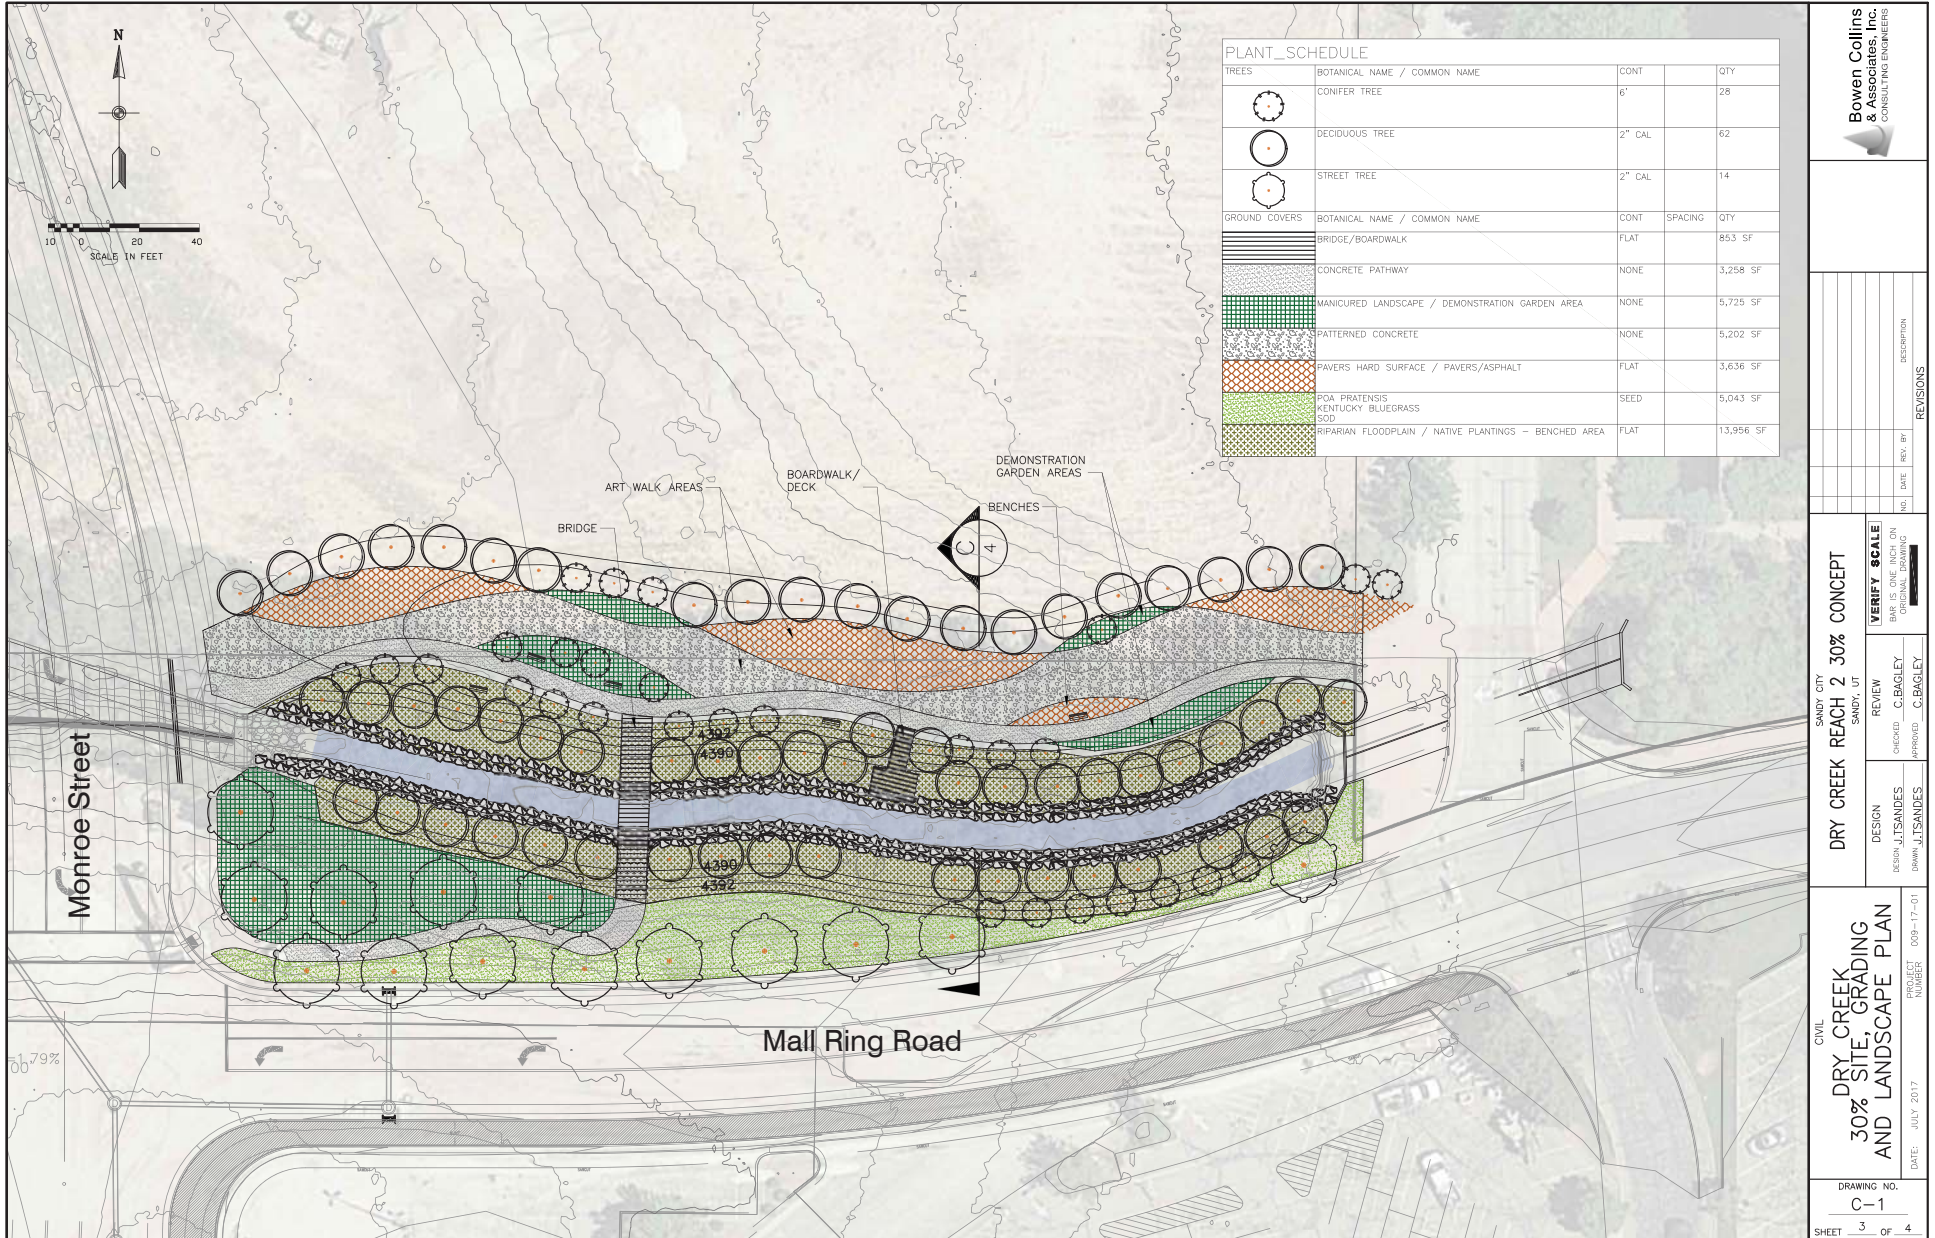 N
10 0 20 40
SCALE IN FEET
PLANT_SCHEDULE
TREES BOTANICAL NAME / COMMON NAME CONT QTY
CONIFER TREE 6' 28
DECIDUOUS TREE 2" CAL 62
STREET TREE 2" CAL 14
GROUND COVERS BOTANICAL NAME / COMMON NAME CONT SPACING QTY
BRIDGE/BOARDWALK FLAT 853 SF
CONCRETE PATHWAY NONE 3,258 SF
MANICURED LANDSCAPE / DEMONSTRATION GARDEN AREA NONE 5,725 SF
PATTERNED CONCRETE NONE 5,202 SF
PAVERS HARD SURFACE / PAVERS/ASPHALT FLAT 3,636 SF
POA PRATENSIS SEED 5,043 SF
KENTUCKY BLUEGRASS
SOD
RIPARIAN FLOODPLAIN / NATIVE PLANTINGS - BENCHED AREA FLAT 13,956 SF
DEMONSTRATION
GARDEN AREAS
BOARDWALK/
DECK
ART WALK AREAS
BENCHES
BRIDGE
C
4
4392
4390
4390
4392
Monroe Street
Mall Ring Road
-1.79%
00
Bowen Collins
& Associates, Inc.
CONSULTING ENGINEERS
NO. DATE REV. BY DESCRIPTION
REVISIONS
VERIFY SCALE
BAR IS ONE INCH ON
ORIGINAL DRAWING
SANDY CITY
DRY CREEK REACH 2 30% CONCEPT
SANDY, UT
DESIGN REVIEW
DESIGN J.TSANDES CHECKED C.BAGLEY
DRAWN J.TSANDES APPROVED C.BAGLEY
CIVIL
DRY CREEK
30% SITE, GRADING
AND LANDSCAPE PLAN
PROJECT
NUMBER 009-17-01
DATE: JULY 2017
DRAWING NO.
C-1
SHEET 3 OF 4